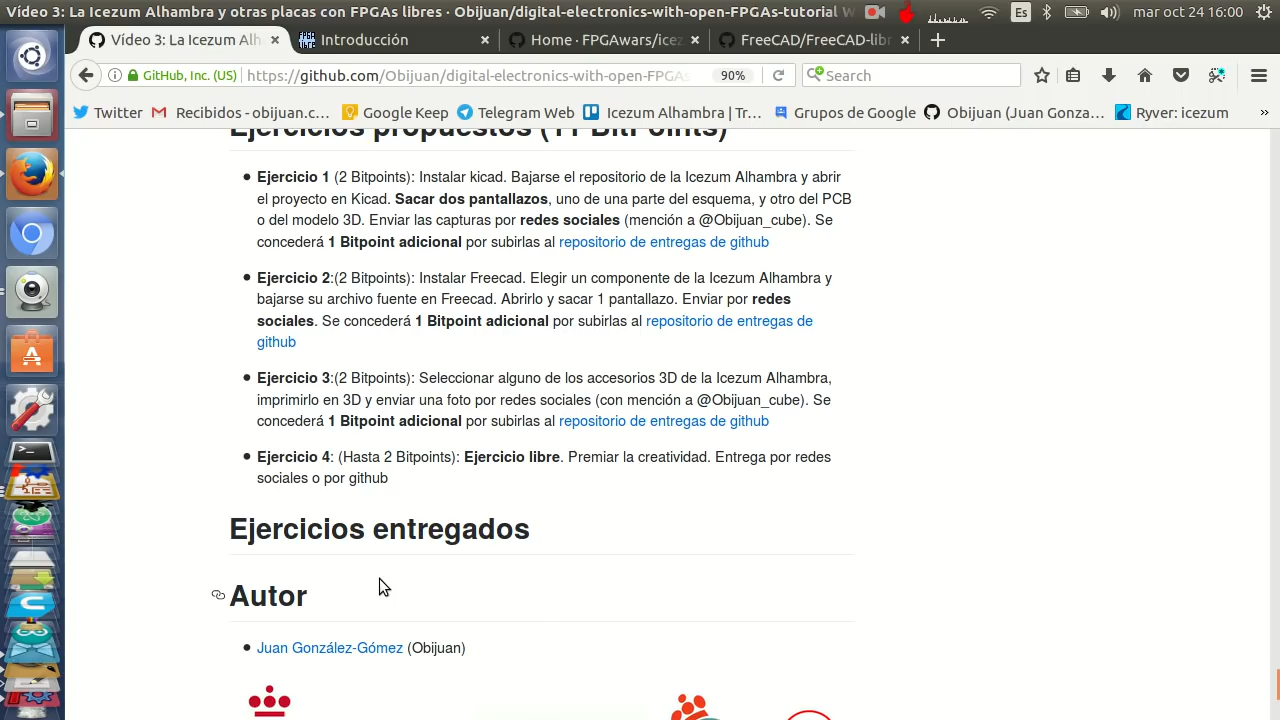 Vídeo 3: La Icezum Alhambra y otras placas con FPGAs libres · Obijuan/digital-electronics-with-open-FPGAs-tutorial W
Es
mar oct 24 16:00
Vídeo 3: La Icezum Alh
Introducción
Home · FPGAwars/icez
FreeCAD/FreeCAD-libr
GitHub, Inc. (US)
https://github.com/Obijuan/digital-electronics-with-open-FPGAs
90%
Search
Twitter
Recibidos - obijuan.c...
Google Keep
Telegram Web
Icezum Alhambra | Tr...
Grupos de Google
Obijuan (Juan Gonza...
Ryver: icezum
Ejercicios propuestos (11 BitPoints)
Ejercicio 1 (2 Bitpoints): Instalar kicad. Bajarse el repositorio de la Icezum Alhambra y abrir
el proyecto en Kicad. Sacar dos pantallazos, uno de una parte del esquema, y otro del PCB
o del modelo 3D. Enviar las capturas por redes sociales (mención a @Obijuan_cube). Se
concederá 1 Bitpoint adicional por subirlas al repositorio de entregas de github
Ejercicio 2:(2 Bitpoints): Instalar Freecad. Elegir un componente de la Icezum Alhambra y
bajarse su archivo fuente en Freecad. Abrirlo y sacar 1 pantallazo. Enviar por redes
sociales. Se concederá 1 Bitpoint adicional por subirlas al repositorio de entregas de
github
Ejercicio 3:(2 Bitpoints): Seleccionar alguno de los accesorios 3D de la Icezum Alhambra,
imprimirlo en 3D y enviar una foto por redes sociales (con mención a @Obijuan_cube). Se
concederá 1 Bitpoint adicional por subirlas al repositorio de entregas de github
Ejercicio 4: (Hasta 2 Bitpoints): Ejercicio libre. Premiar la creatividad. Entrega por redes
sociales o por github
Ejercicios entregados
Autor
Juan González-Gómez (Obijuan)